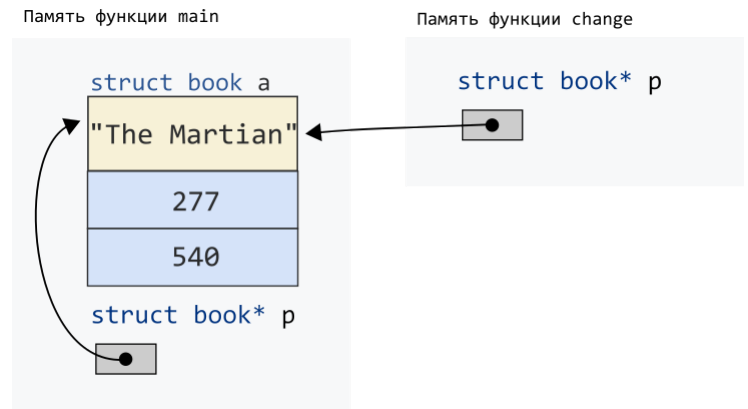 Память функции main
Память функции change
struct book a
struct book* p
"The Martian"
277
540
struct book* p